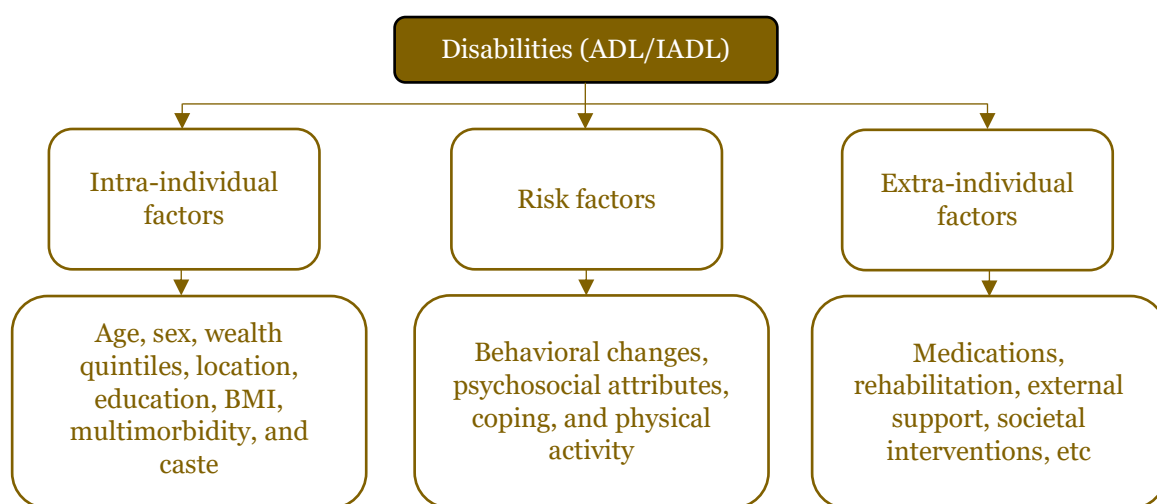 Disabilities (ADL/IADL)
Intra-individual
factors
Risk factors
Extra-individual
factors
Age, sex, wealth
quintiles, location,
education, BMI,
multimorbidity, and
caste
Behavioral changes,
psychosocial attributes,
coping, and physical
activity
Medications,
rehabilitation, external
support, societal
interventions, etc